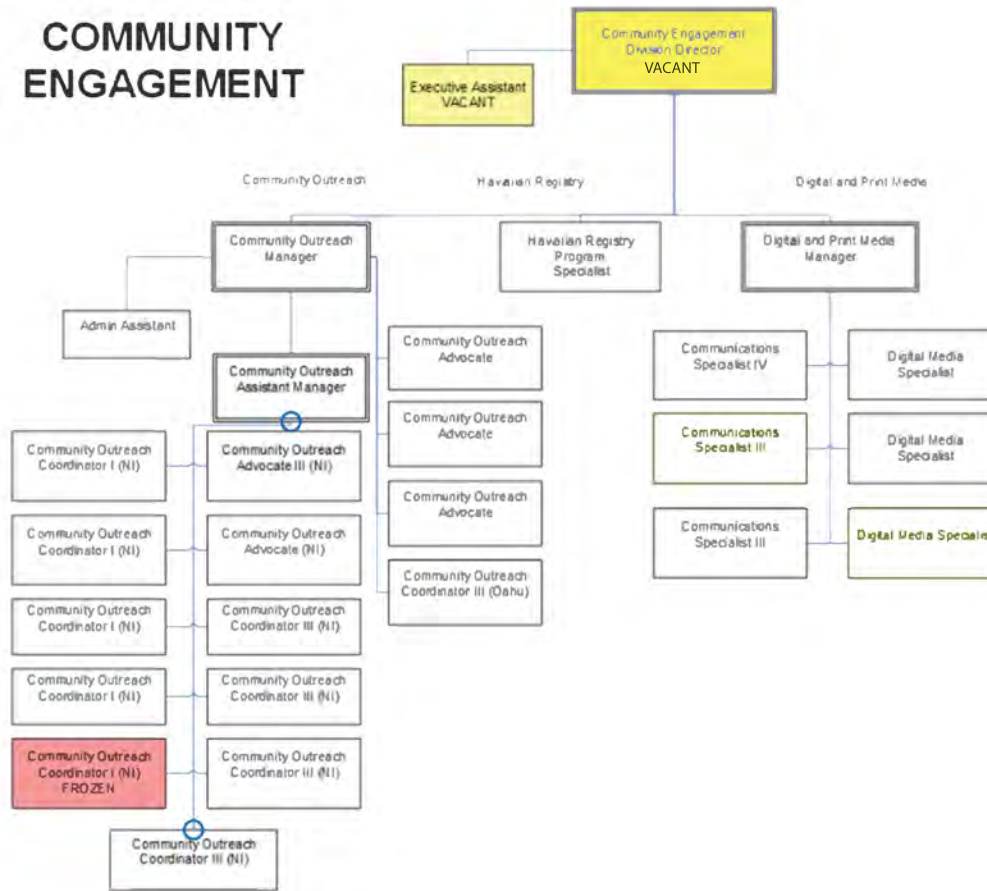 COMMUNITY
ENGAGEMENT
Community Engagement
Division Director
VACANT
Executive Assistant
VACANT
Community Outreach
Hawaiian Registry
Digital and Print Media
Community Outreach
Manager
Hawaiian Registry
Program
Specialist
Digital and Print Media
Manager
Admin Assistant
Community Outreach
Assistant Manager
Community Outreach
Advocate
Community Outreach
Advocate
Community Outreach
Advocate
Community Outreach
Coordinator III (Oahu)
Communications
Specialist IV
Digital Media
Specialist
Communications
Specialist III
Digital Media
Specialist
Communications
Specialist III
Digital Media Specialist
Community Outreach
Coordinator I (NI)
Community Outreach
Advocate III (NI)
Community Outreach
Coordinator I (NI)
Community Outreach
Advocate (NI)
Community Outreach
Coordinator I (NI)
Community Outreach
Coordinator III (NI)
Community Outreach
Coordinator I (NI)
Community Outreach
Coordinator III (NI)
Community Outreach
Coordinator I (NI)
FROZEN
Community Outreach
Coordinator III (NI)
Community Outreach
Coordinator III (NI)